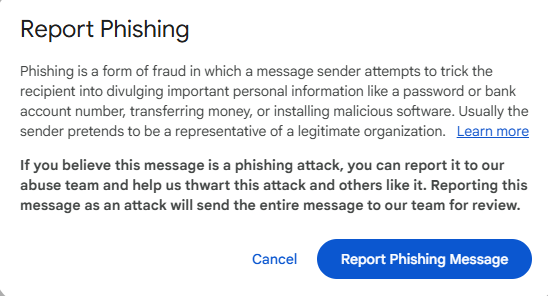 Report Phishing
Phishing is a form of fraud in which a message sender attempts to trick the
recipient into divulging important personal information like a password or bank
account number, transferring money, or installing malicious software. Usually the
sender pretends to be a representative of a legitimate organization. Learn more
If you believe this message is a phishing attack, you can report it to our
abuse team and help us thwart this attack and others like it. Reporting this
message as an attack will send the entire message to our team for review.
Cancel Report Phishing Message